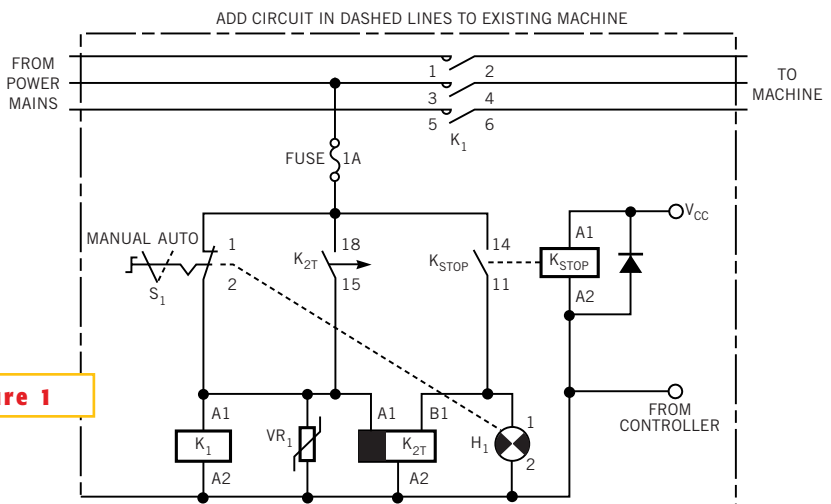 ADD CIRCUIT IN DASHED LINES TO EXISTING MACHINE
FROM
POWER
MAINS
1
2
3
4
5
6
K1
TO
MACHINE
FUSE
1A
MANUAL AUTO
S1
1
2
K2T
18
15
KSTOP
14
11
A1
KSTOP
A2
VCC
FROM
CONTROLLER
ure 1
A1
K1
A2
VR1
A1
B1
K2T
A2
H1
1
2